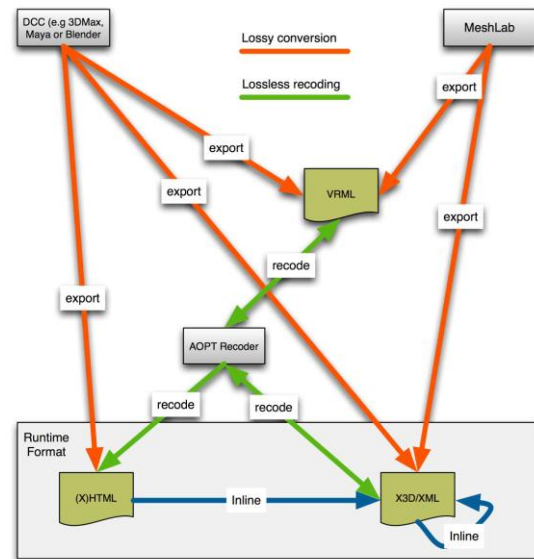 DCC (e.g 3DMax,
Maya or Blender
Lossy conversion
MeshLab
Lossless recoding
export
export
VRML
export
export
recode
export
AOPT Recoder
recode
recode
Runtime
Format
(X)HTML
Inline
X3D/XML
Inline